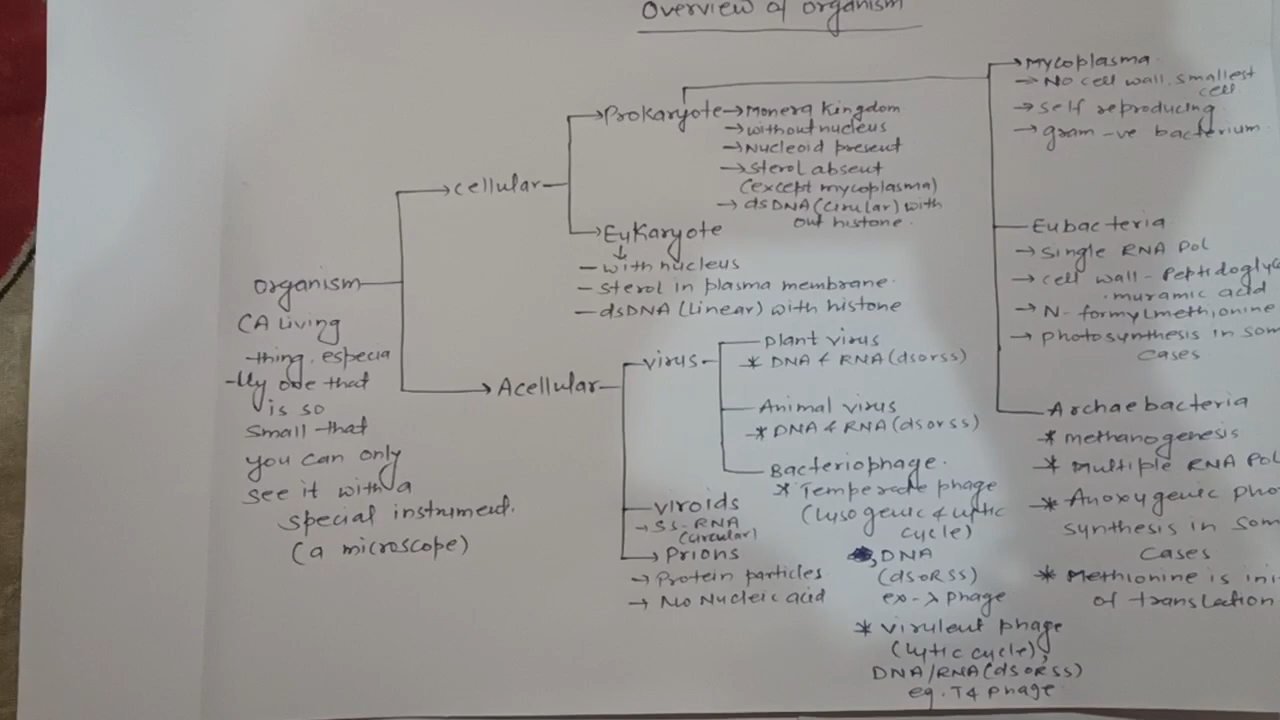 Overview of organism
organism
(A living
thing, especia
-lly one that
is so
small that
you can only
see it with a
special instrument.
(a microscope)
cellular
Prokaryote → Monera kingdom
→ without nucleus
→ Nucleoid present
→ sterol absent
(except mycoplasma)
→ dsDNA (cirular) with
out histone.
Eukaryote
- with nucleus
- sterol in plasma membrane.
- dsDNA (Linear) with histone
Acellular
virus
plant virus
* DNA & RNA (ds or ss)
Animal virus
* DNA & RNA (ds or ss)
Bacteriophage.
* Temperate phage
(lysogenic & lytic
cycle)
DNA
(ds OR SS)
ex- λ phage
* virulent phage
(lytic cycle),
DNA/RNA (ds OR SS)
eg. T4 phage
viroids
→ ss-RNA
(circular)
Prions
→ Protein particles
→ No Nucleic acid
Mycoplasma
→ No cell wall, smallest
cell
→ self reproducing
→ gram -ve bacterium
Eubacteria
→ single RNA Pol
→ cell wall - Peptidogly
muramic acid
→ N- formylmethionine
→ photosynthesis in som
cases
Archaebacteria
* methanogenesis
* Multiple RNA Pol
* Anoxygenic pho
synthesis in som
cases
* Methionine is ini
of translation